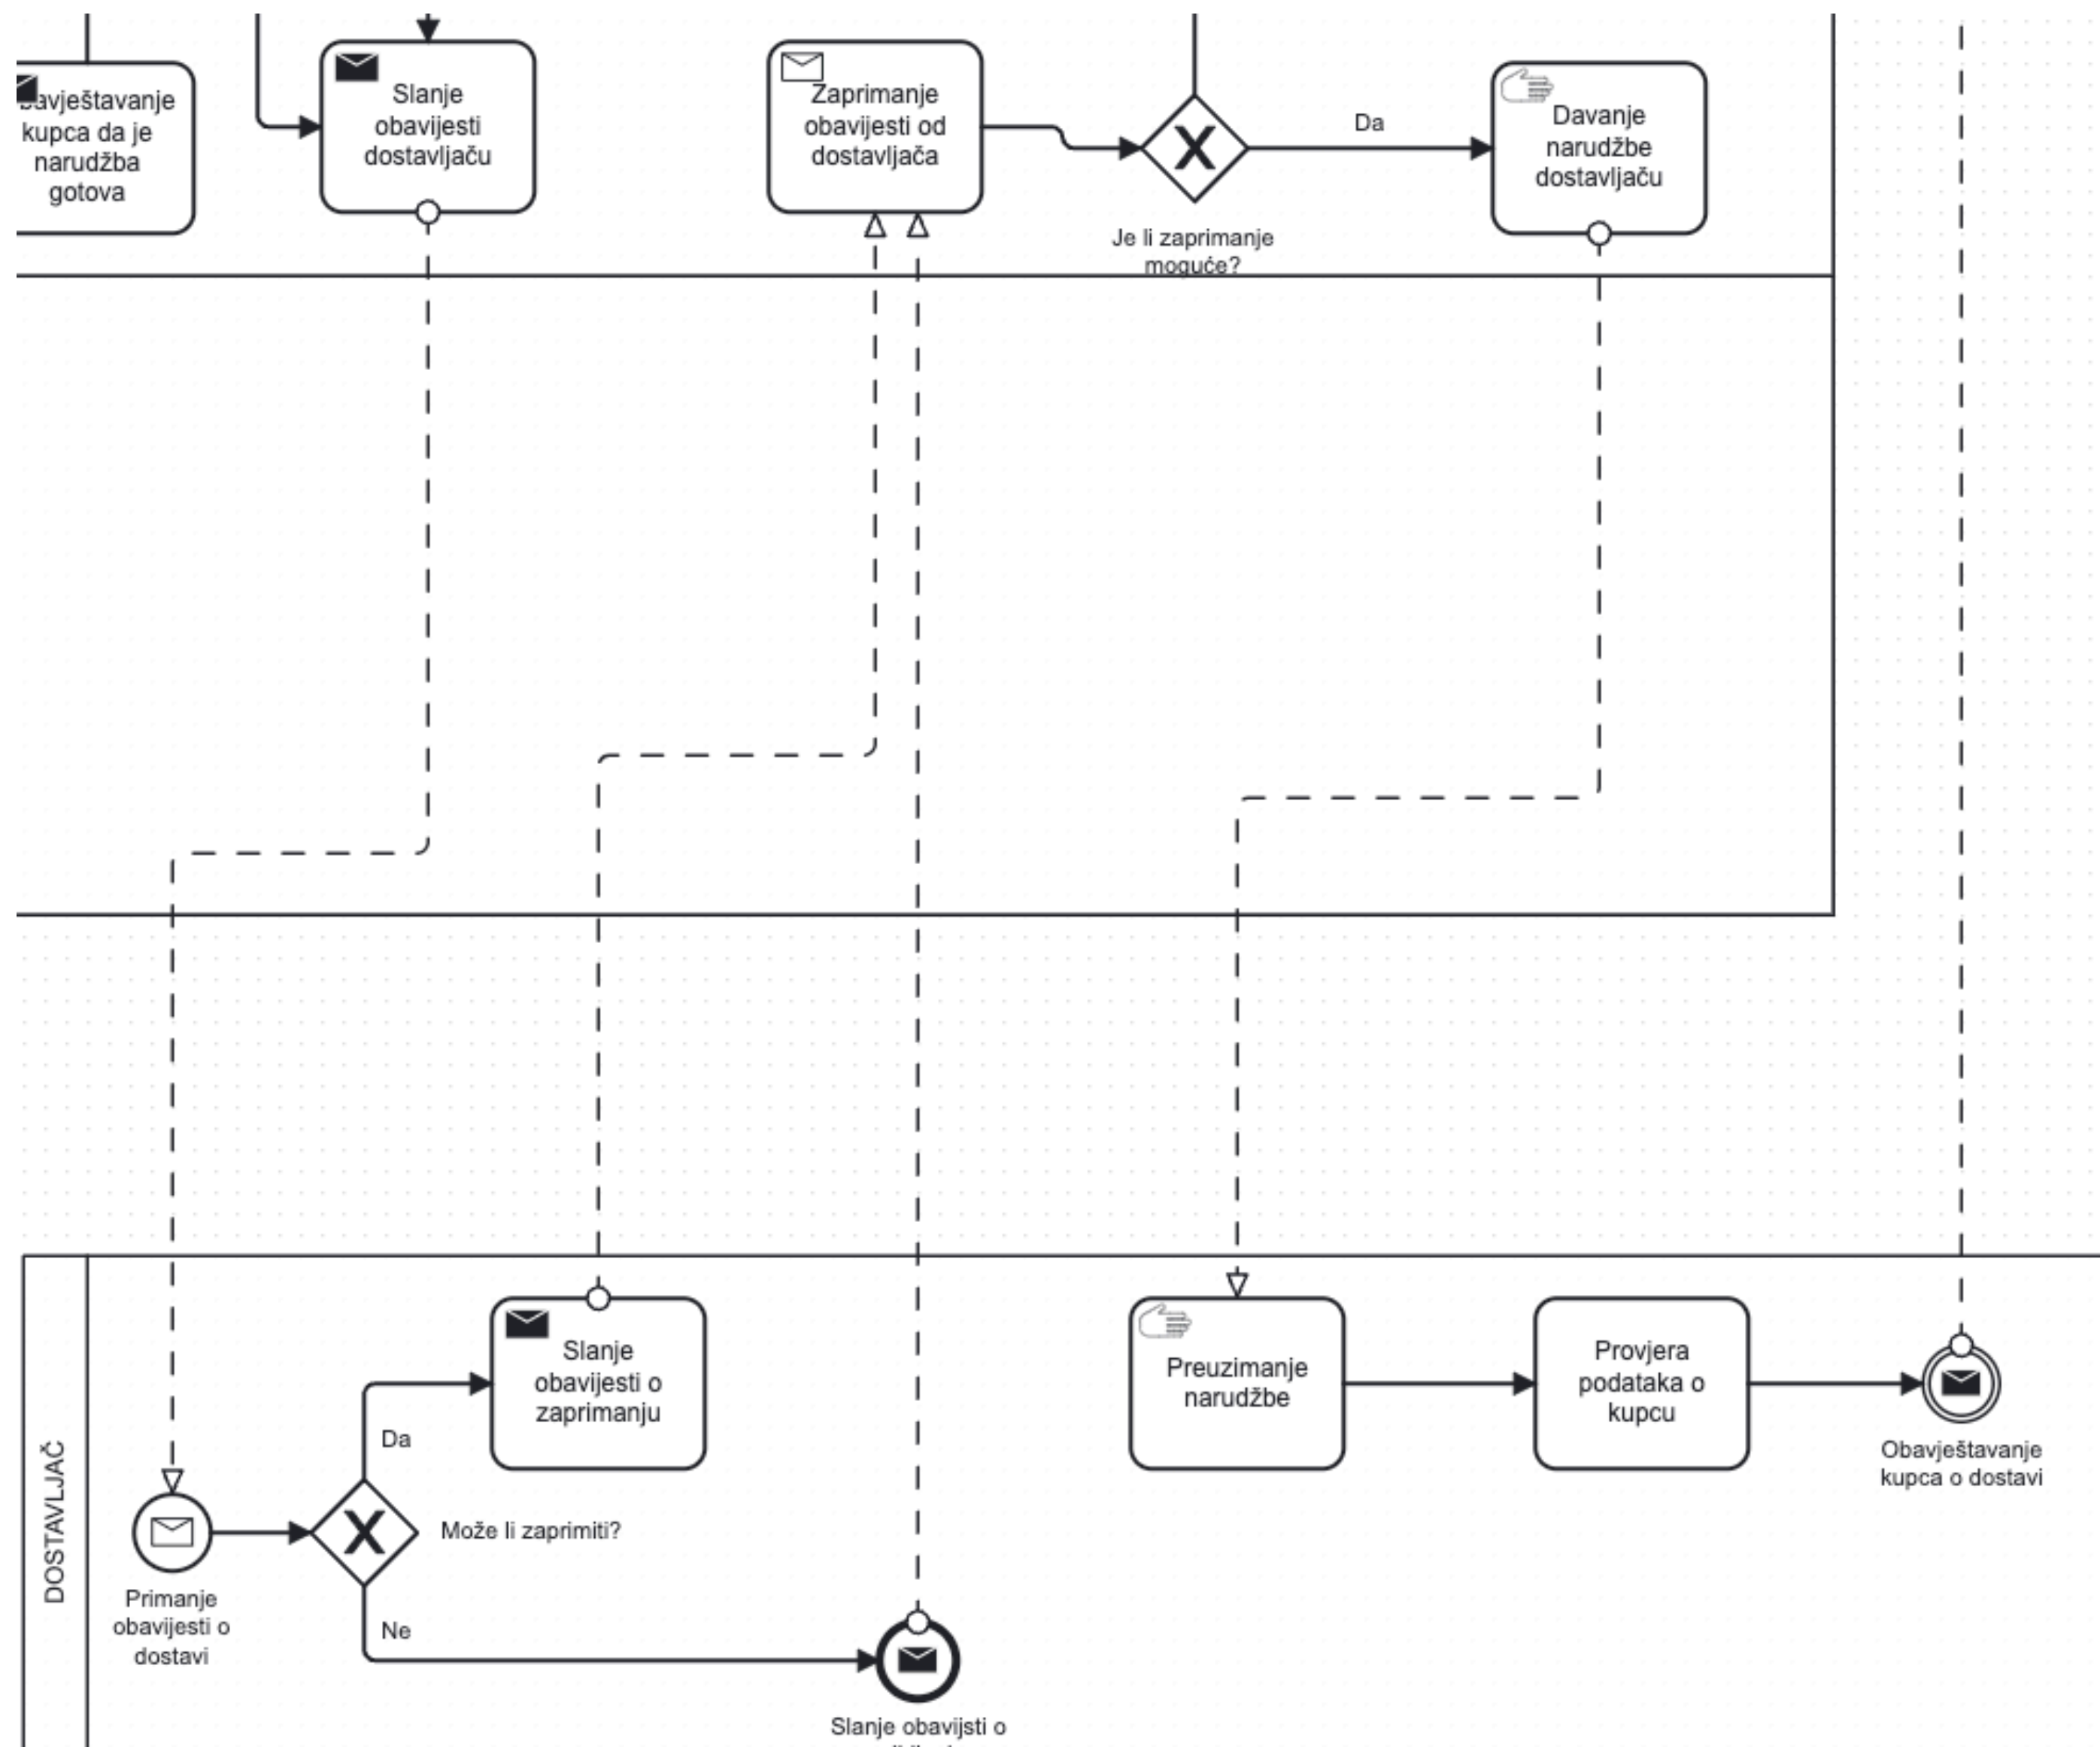 kupca da je
narudžba
gotova
Slanje
obavijesti
dostavljaču
Zaprimanje
obavijesti od
dostavljača
Je li zaprimanje
moguće?
Da
Davanje
narudžbe
dostavljaču
DOSTAVLJAČ
Primanje
obavijesti o
dostavi
Može li zaprimiti?
Da
Ne
Slanje
obavijesti o
zaprimanju
Slanje obavijsti o
Preuzimanje
narudžbe
Provjera
podataka o
kupcu
Obavještavanje
kupca o dostavi